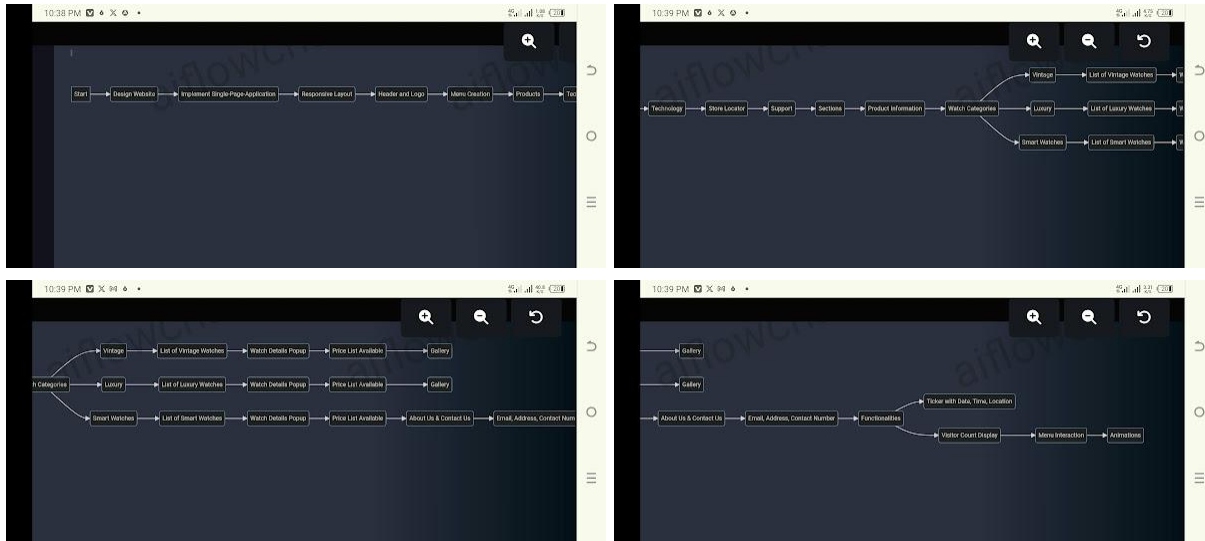 10:38 PM
aiflowch
Start
Design Website
Implement Single-Page-Application
Responsive Layout
Header and Logo
Menu Creation
Products
Tec
10:39 PM
aiflowch
Technology
Store Locator
Support
Sections
Product Information
Watch Categories
Vintage
List of Vintage Watches
Luxury
List of Luxury Watches
Smart Watches
List of Smart Watches
10:39 PM
h Categories
Vintage
List of Vintage Watches
Watch Details Popup
Price List Available
Gallery
Luxury
List of Luxury Watches
Watch Details Popup
Price List Available
Gallery
Smart Watches
List of Smart Watches
Watch Details Popup
Price List Available
About Us & Contact Us
Email, Address, Contact Num
10:39 PM
Gallery
Gallery
About Us & Contact Us
Email, Address, Contact Number
Functionalities
Ticker with Date, Time, Location
Visitor Count Display
Menu Interaction
Animations